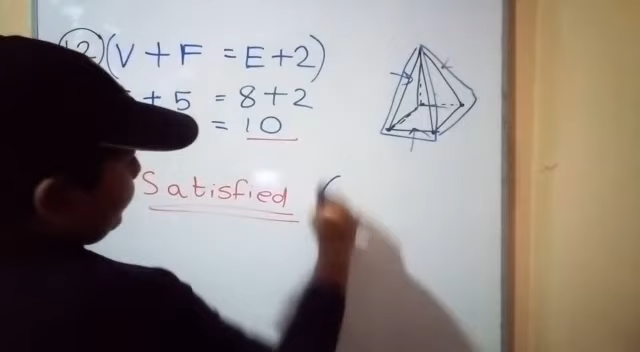 12 (V + F = E + 2)
+ 5 = 8 + 2
= 10
Satisfied (